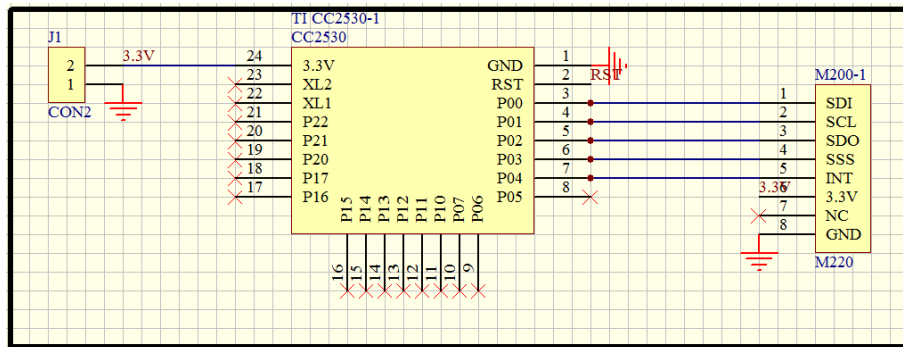 TI CC2530-1
CC2530
J1
2
1
CON2
3.3V
24 3.3V
23 XL2
22 XL1
21 P22
20 P21
19 P20
18 P17
17 P16
GND 1
RST 2
RST
P00 3
P01 4
P02 5
P03 6
P04 7
P05 8
P15 P14 P13 P12 P11 P10 P07 P06
16 15 14 13 12 11 10 9
M200-1
1 SDI
2 SCL
3 SDO
4 SSS
5 INT
3.3V
6 3.3V
7 NC
8 GND
M220